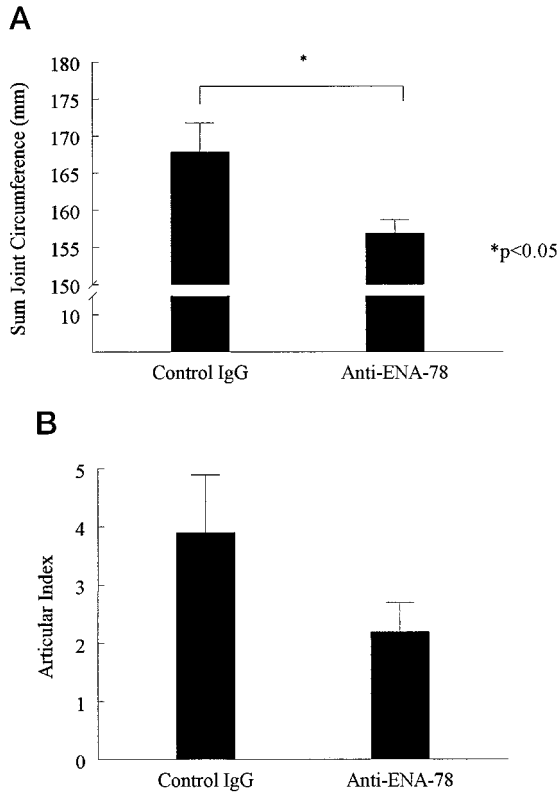 A
Sum Joint Circumference (mm)
180
175
170
165
160
155
150
10
*
*p<0.05
Control IgG Anti-ENA-78
B
Articular Index
5
4
3
2
1
0
Control IgG Anti-ENA-78